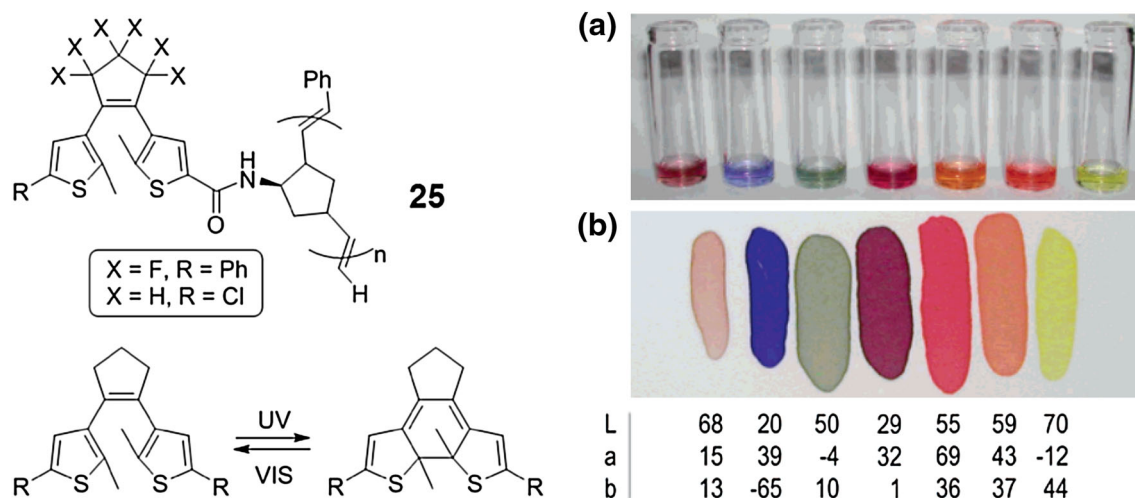 X X
X X
X X
Ph
H
N
R S S
O
25
n
H
X = F, R = Ph
X = H, R = Cl
UV
VIS
R S S R
R S S R
(a)
(b)
L 68 20 50 29 55 59 70
a 15 39 -4 32 69 43 -12
b 13 -65 10 1 36 37 44